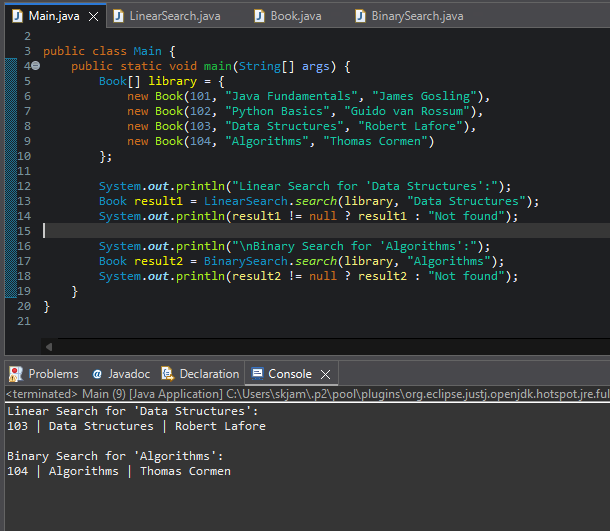 Main.java
LinearSearch.java
Book.java
BinarySearch.java
2
3 public class Main {
4     public static void main(String[] args) {
5         Book[] library = {
6             new Book(101, "Java Fundamentals", "James Gosling"),
7             new Book(102, "Python Basics", "Guido van Rossum"),
8             new Book(103, "Data Structures", "Robert Lafore"),
9             new Book(104, "Algorithms", "Thomas Cormen")
10         };
11
12         System.out.println("Linear Search for 'Data Structures':");
13         Book result1 = LinearSearch.search(library, "Data Structures");
14         System.out.println(result1 != null ? result1 : "Not found");
15
16         System.out.println("\nBinary Search for 'Algorithms':");
17         Book result2 = BinarySearch.search(library, "Algorithms");
18         System.out.println(result2 != null ? result2 : "Not found");
19     }
20 }
21
Problems @ Javadoc Declaration Console
<terminated> Main (9) [Java Application] C:\Users\skjam\.p2\pool\plugins\org.eclipse.justj.openjdk.hotspot.jre.ful
Linear Search for 'Data Structures':
103 | Data Structures | Robert Lafore

Binary Search for 'Algorithms':
104 | Algorithms | Thomas Cormen